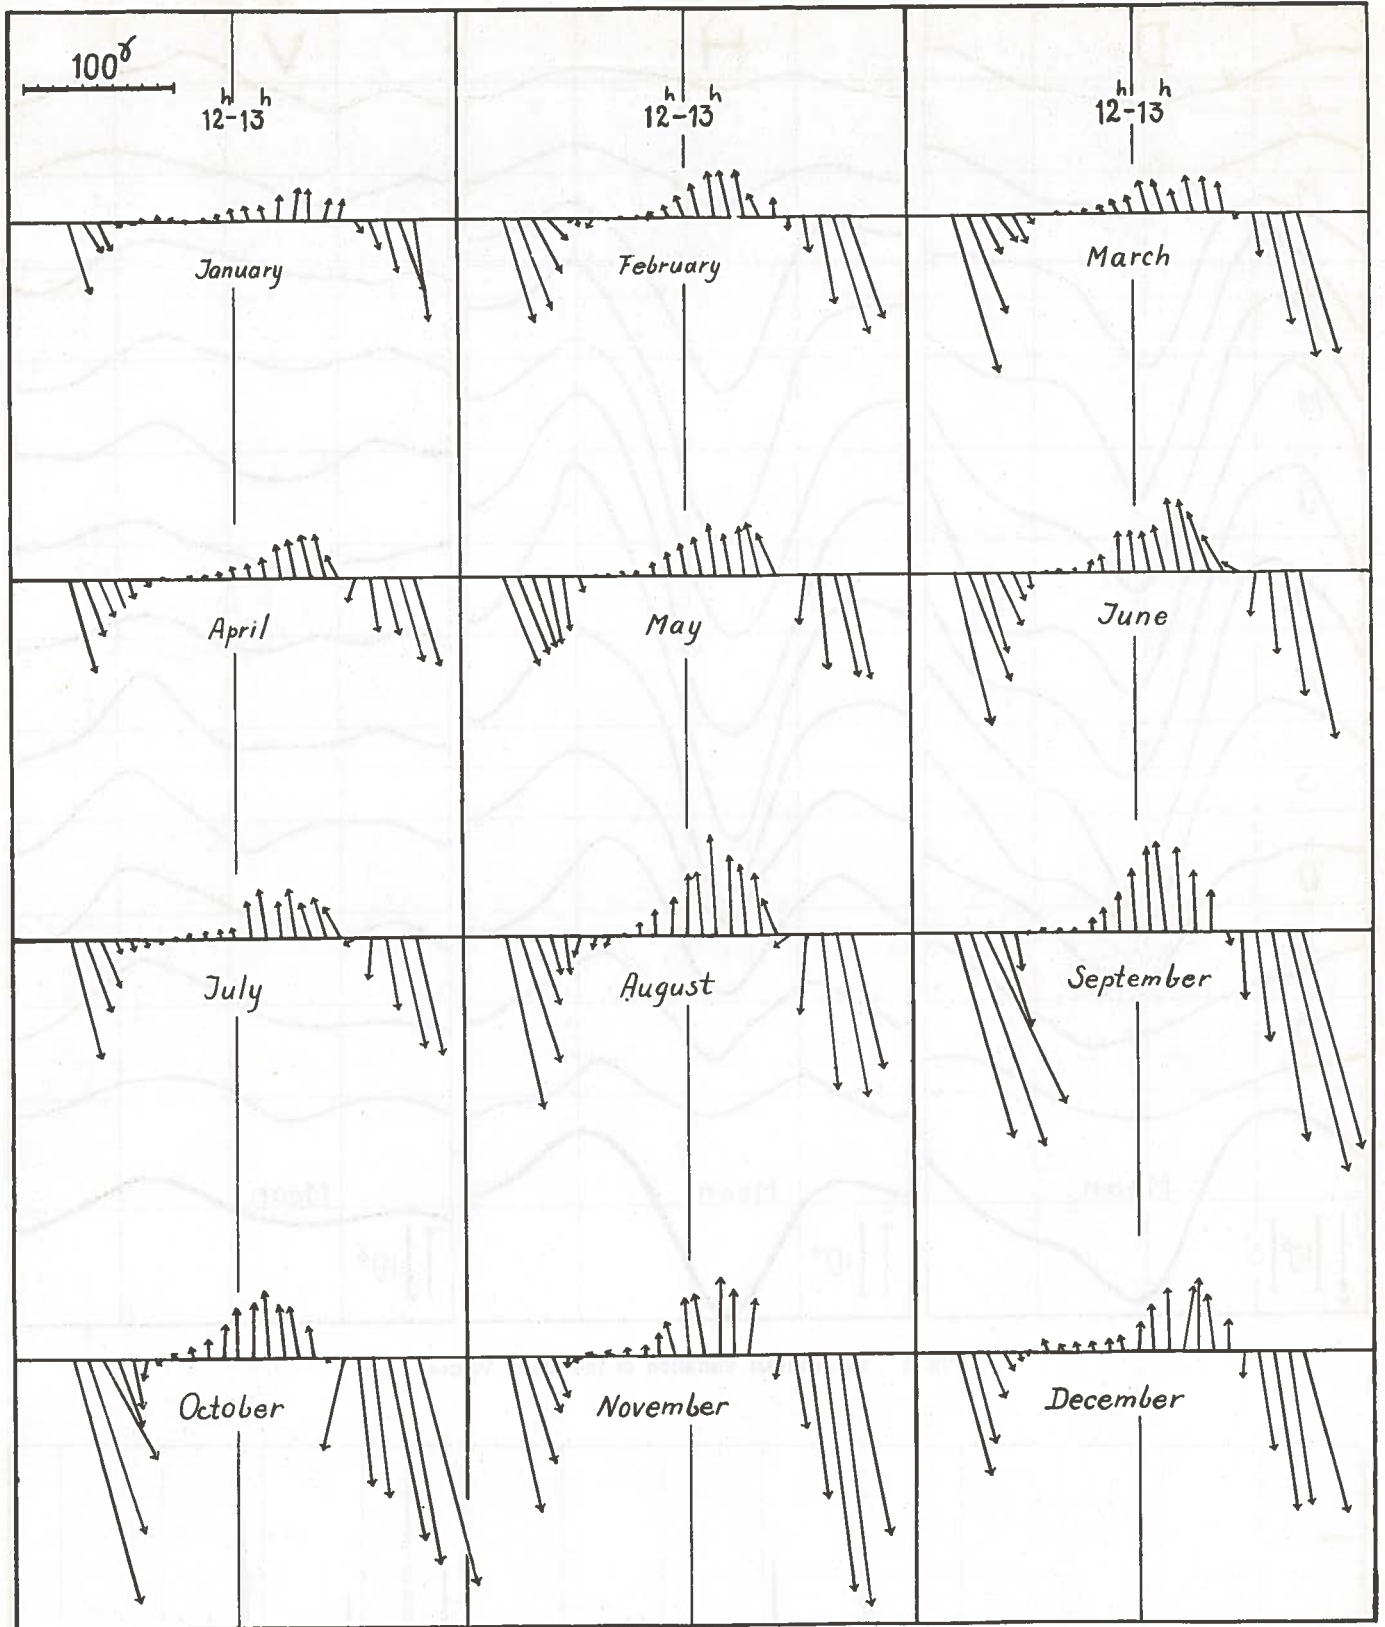 100γ
12ʰ-13ʰ
12ʰ-13ʰ
12ʰ-13ʰ
January
February
March
April
May
June
July
August
September
October
November
December